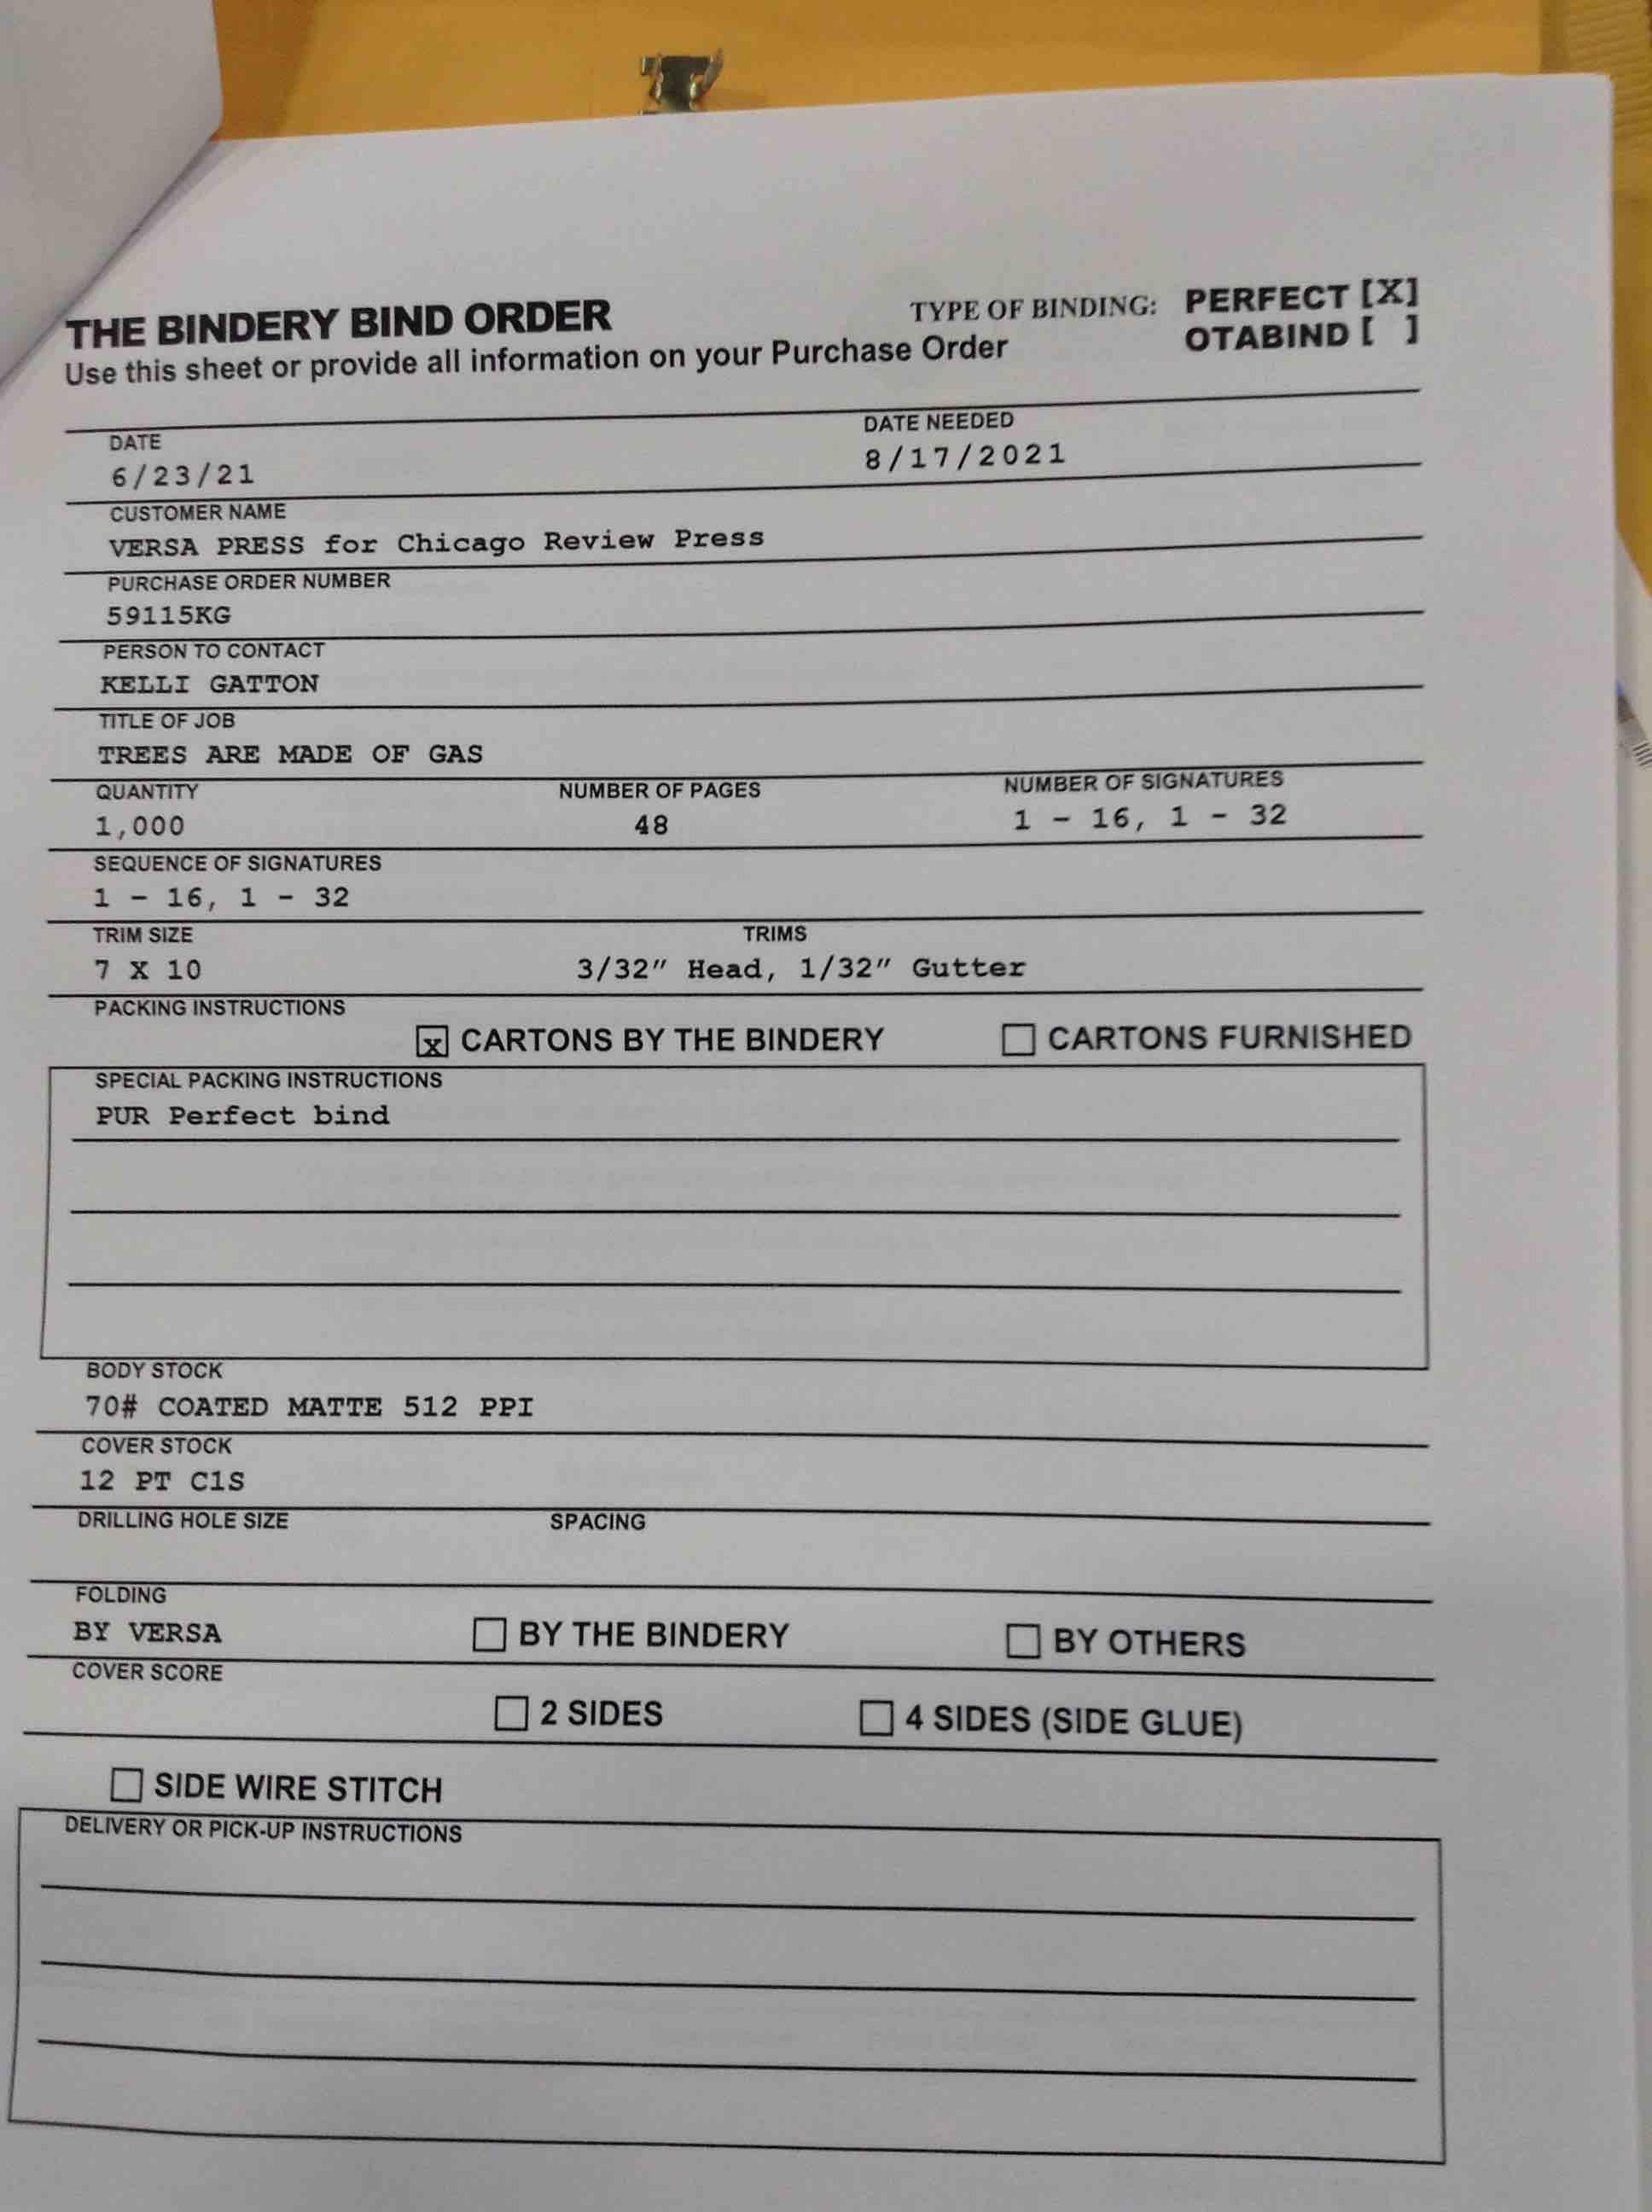 THE BINDERY BIND ORDER
TYPE OF BINDING: PERFECT [X]
OTABIND [ ]
Use this sheet or provide all information on your Purchase Order
DATE
6/23/21
DATE NEEDED
8/17/2021
CUSTOMER NAME
VERSA PRESS for Chicago Review Press
PURCHASE ORDER NUMBER
59115KG
PERSON TO CONTACT
KELLI GATTON
TITLE OF JOB
TREES ARE MADE OF GAS
QUANTITY
1,000
NUMBER OF PAGES
48
NUMBER OF SIGNATURES
1 - 16, 1 - 32
SEQUENCE OF SIGNATURES
1 - 16, 1 - 32
TRIM SIZE
7 X 10
TRIMS
3/32" Head, 1/32" Gutter
PACKING INSTRUCTIONS
[x] CARTONS BY THE BINDERY
☐ CARTONS FURNISHED
SPECIAL PACKING INSTRUCTIONS
PUR Perfect bind
BODY STOCK
70# COATED MATTE 512 PPI
COVER STOCK
12 PT C1S
DRILLING HOLE SIZE
SPACING
FOLDING
BY VERSA
☐ BY THE BINDERY
☐ BY OTHERS
COVER SCORE
☐ 2 SIDES
☐ 4 SIDES (SIDE GLUE)
☐ SIDE WIRE STITCH
DELIVERY OR PICK-UP INSTRUCTIONS